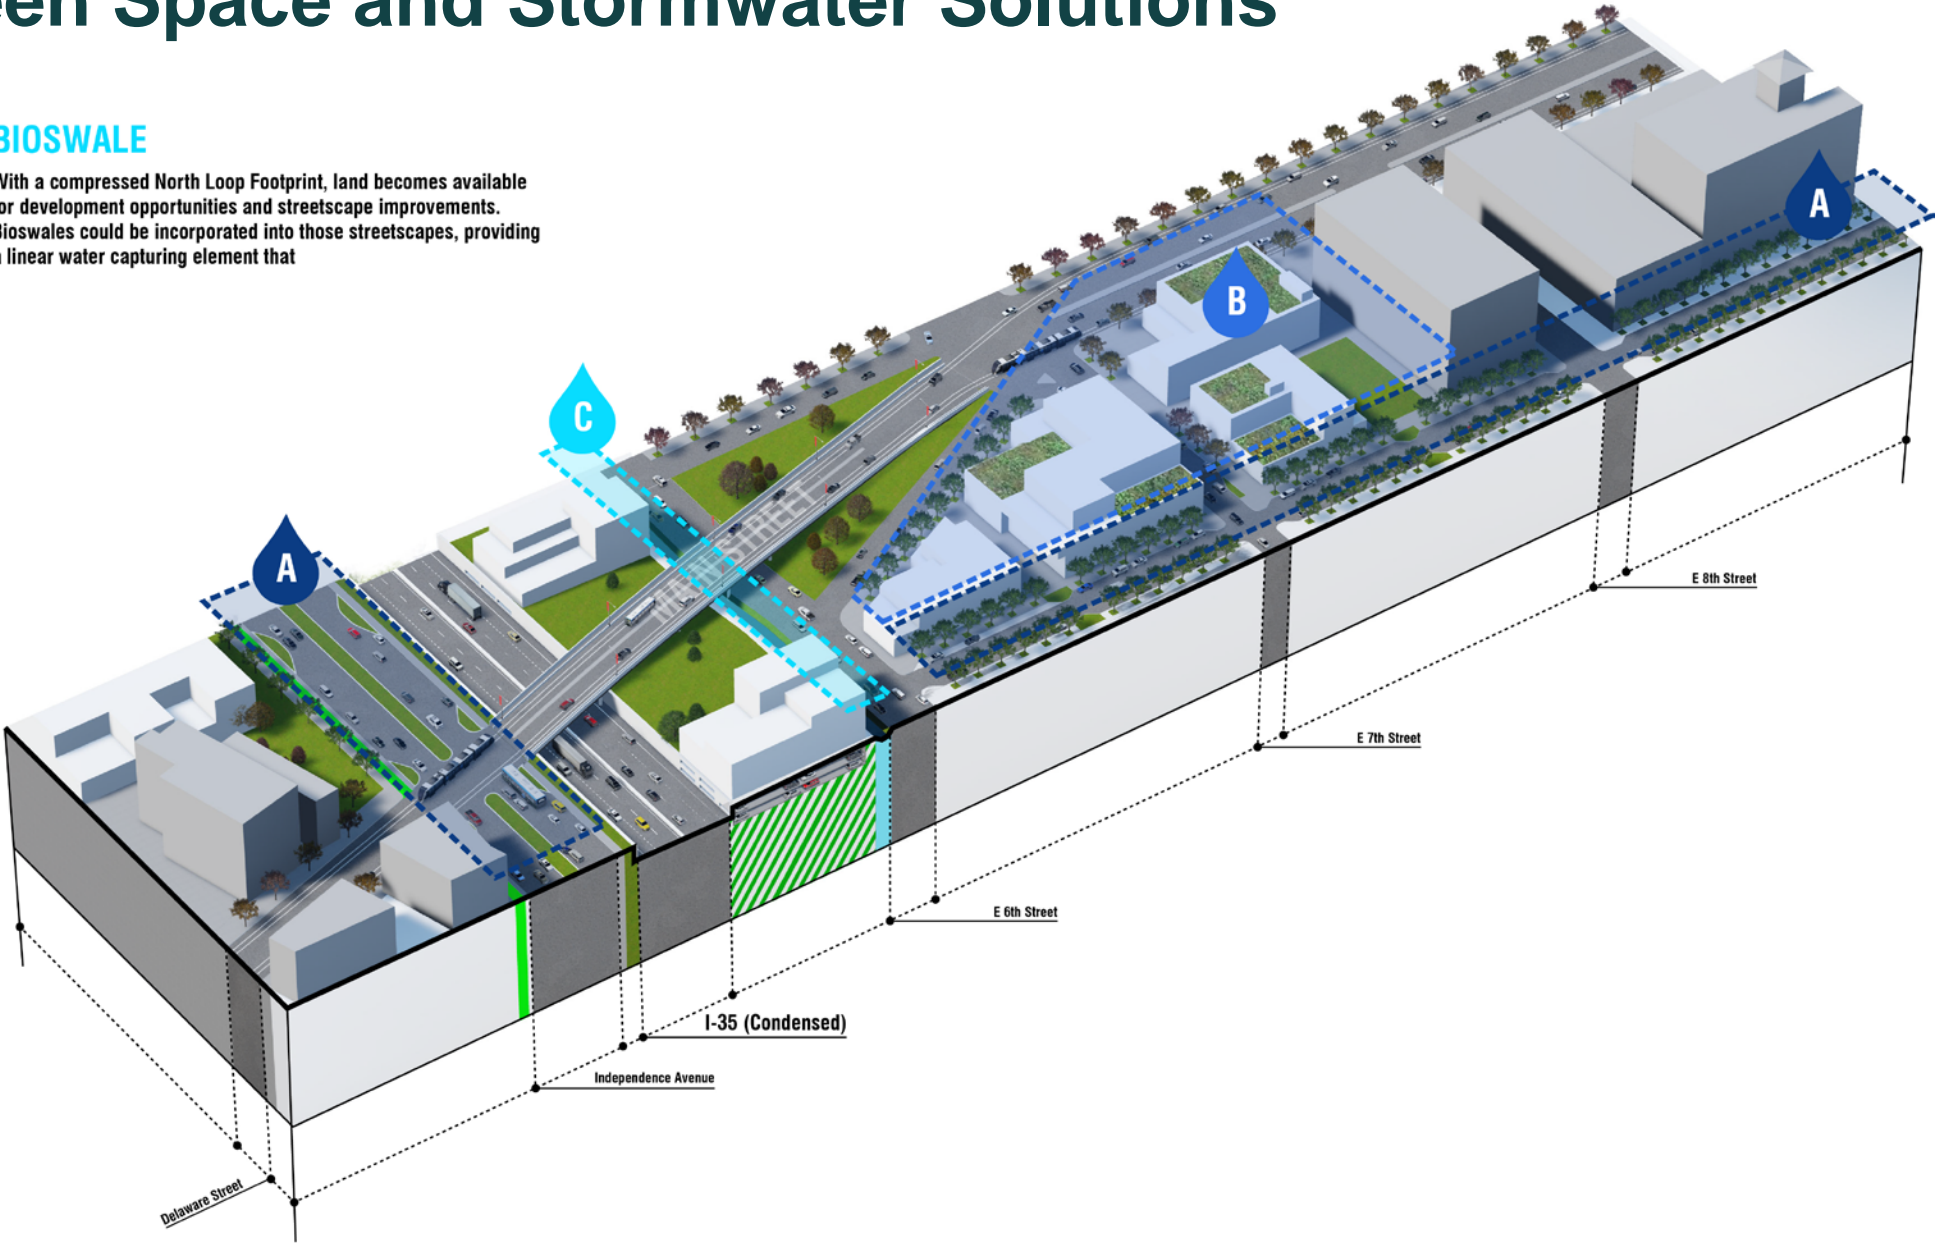 een Space and Stormwater Solutions
BIOSWALE
With a compressed North Loop Footprint, land becomes available
or development opportunities and streetscape improvements.
Bioswales could be incorporated into those streetscapes, providing
a linear water capturing element that
A
B
C
A
MAIN STREET
E 8th Street
E 7th Street
E 6th Street
I-35 (Condensed)
Independence Avenue
Delaware Street